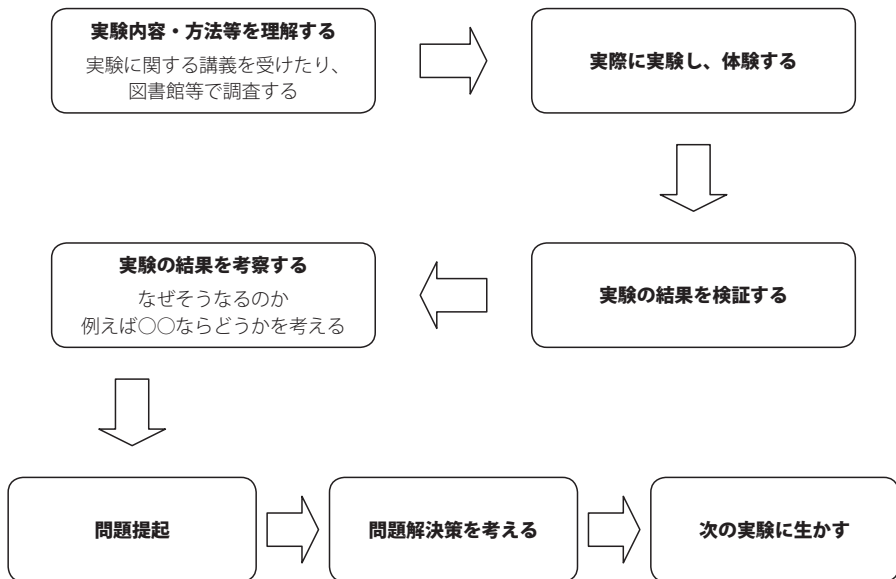 実験内容・方法等を理解する
実験に関する講義を受けたり、
図書館等で調査する
実際に実験し、体験する
実験の結果を検証する
実験の結果を考察する
なぜそうなるのか
例えば○○ならどうかを考える
問題提起
問題解決策を考える
次の実験に生かす